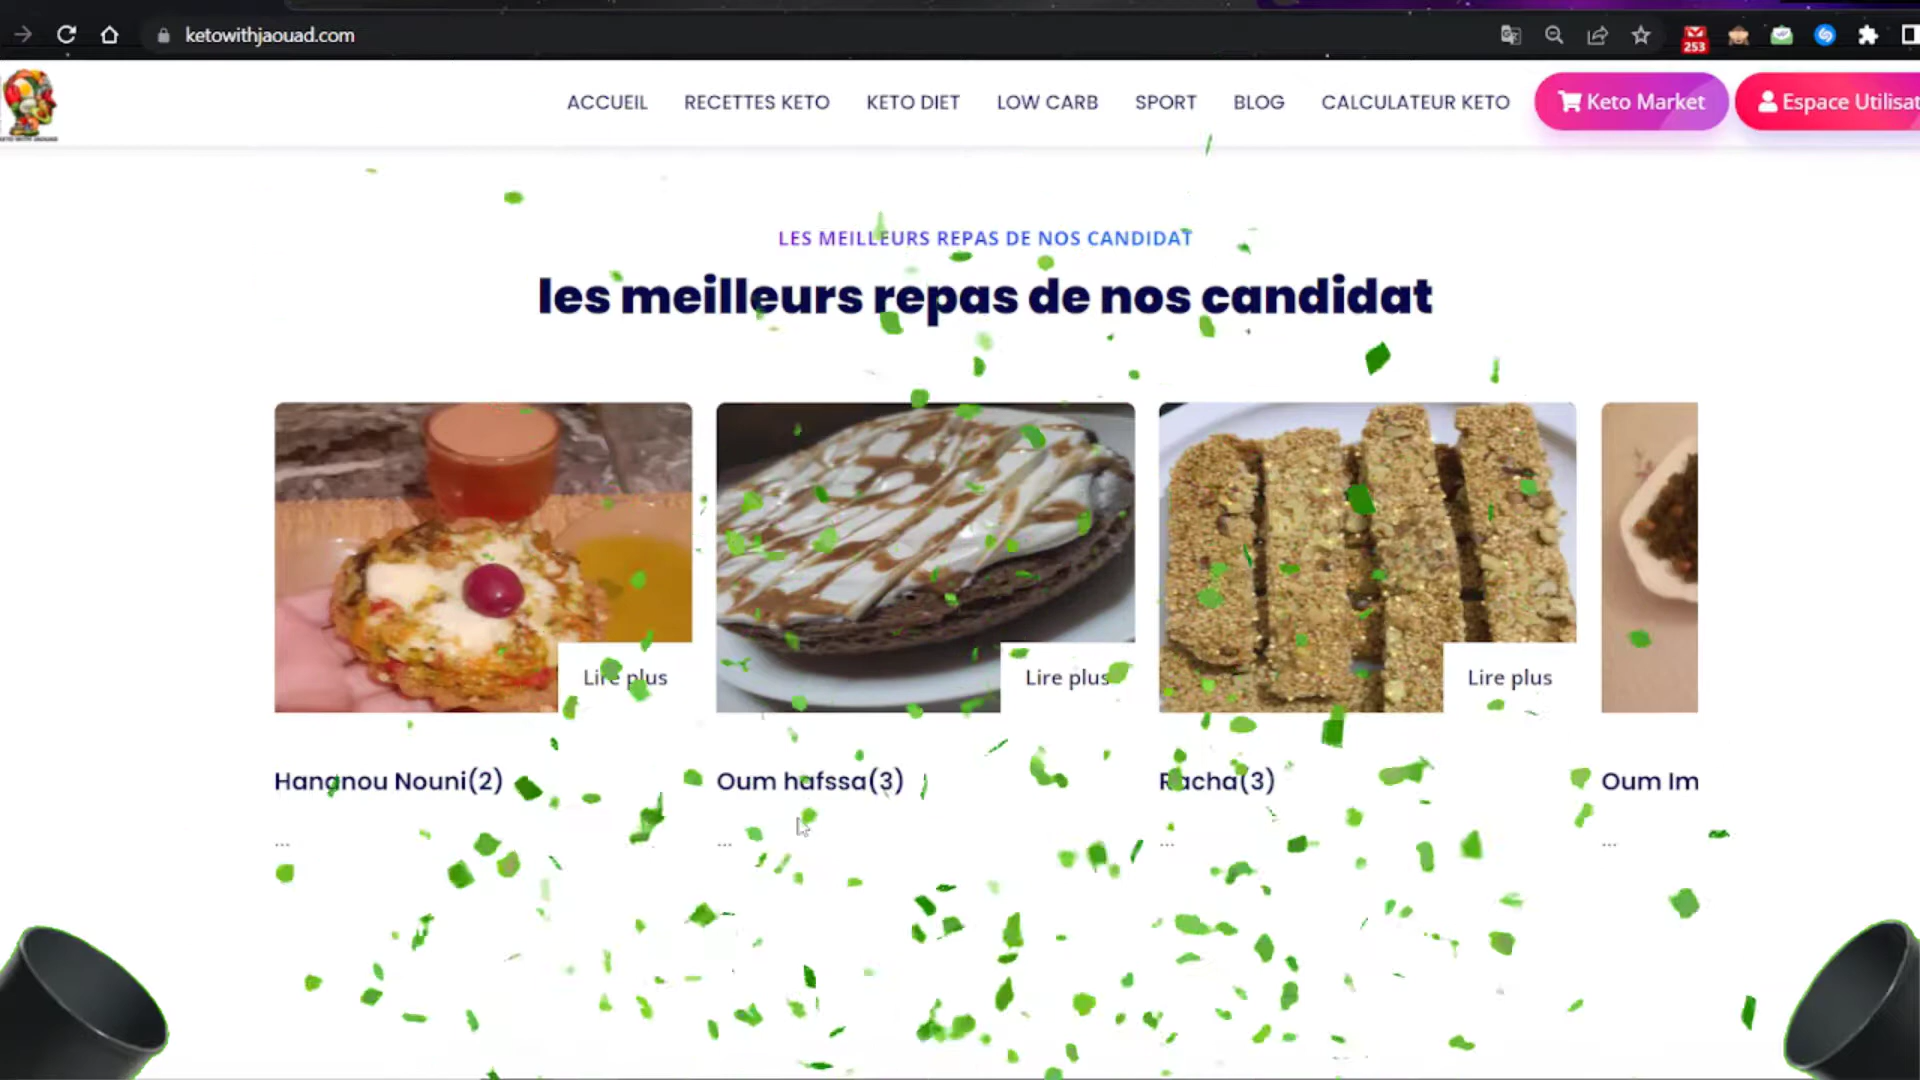 ketowithjaouad.com
253
ACCUEIL
RECETTES KETO
KETO DIET
LOW CARB
SPORT
BLOG
CALCULATEUR KETO
Keto Market
Espace Utilisat
LES MEILLEURS REPAS DE NOS CANDIDAT
les meilleurs repas de nos candidat
Lire plus
Lire plus
Lire plus
Hananou Nouni(2)
Oum hafssa(3)
Racha(3)
Oum Im
...
...
...
...